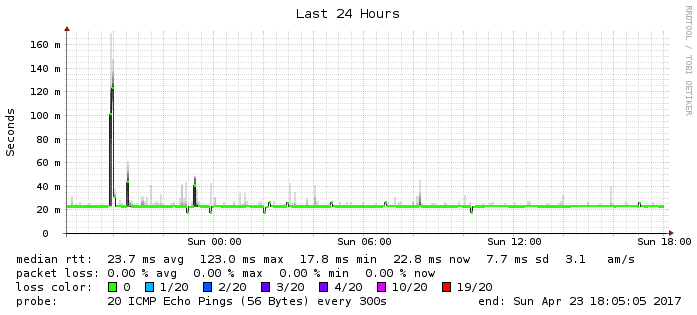 Last 24 Hours
RRDTOOL / TOBI OETIKER
Seconds
160 m
140 m
120 m
100 m
80 m
60 m
40 m
20 m
0
Sun 00:00 Sun 06:00 Sun 12:00 Sun 18:00
median rtt: 23.7 ms avg 123.0 ms max 17.8 ms min 22.8 ms now 7.7 ms sd 3.1 am/s
packet loss: 0.00 % avg 0.00 % max 0.00 % min 0.00 % now
loss color: 0 1/20 2/20 3/20 4/20 10/20 19/20
probe: 20 ICMP Echo Pings (56 Bytes) every 300s end: Sun Apr 23 18:05:05 2017